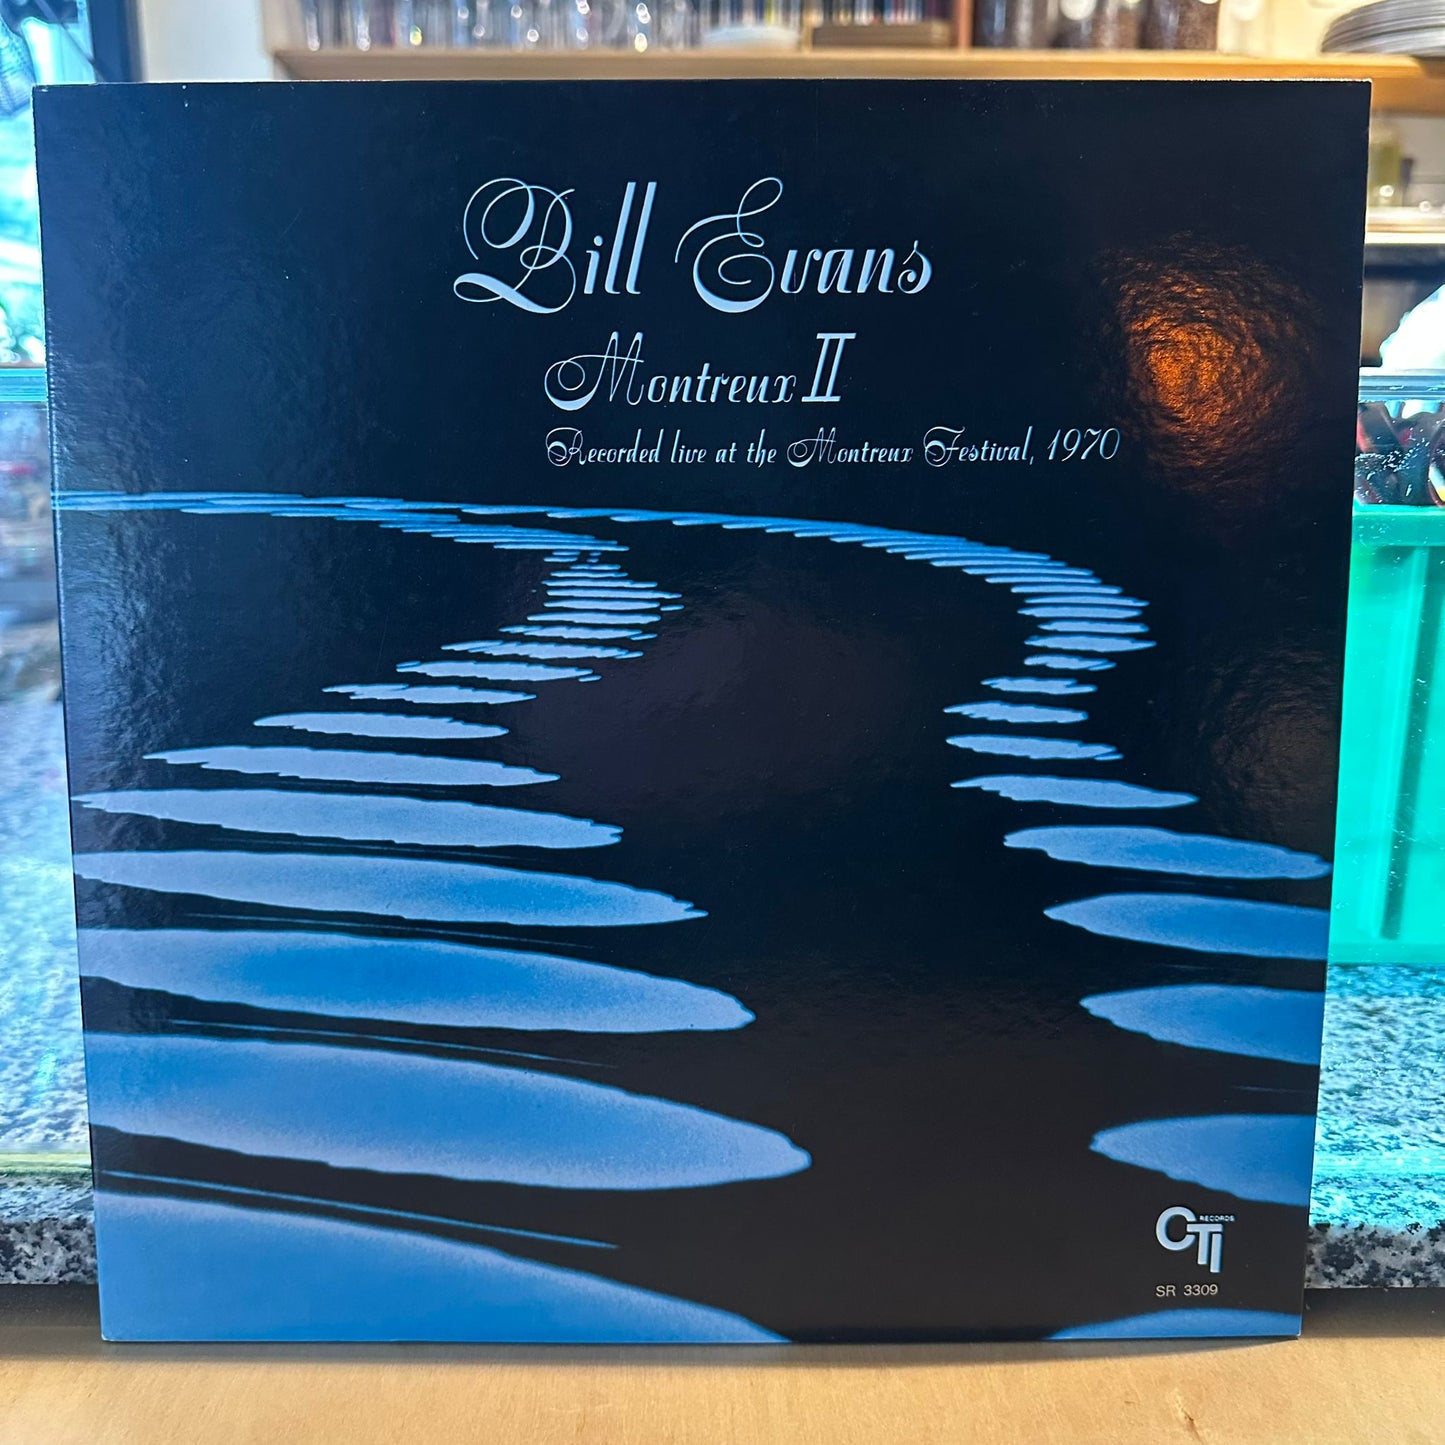 Bill Evans
Montreux II
Recorded live at the Montreux Festival, 1970
CTI RECORDS
SR 3309